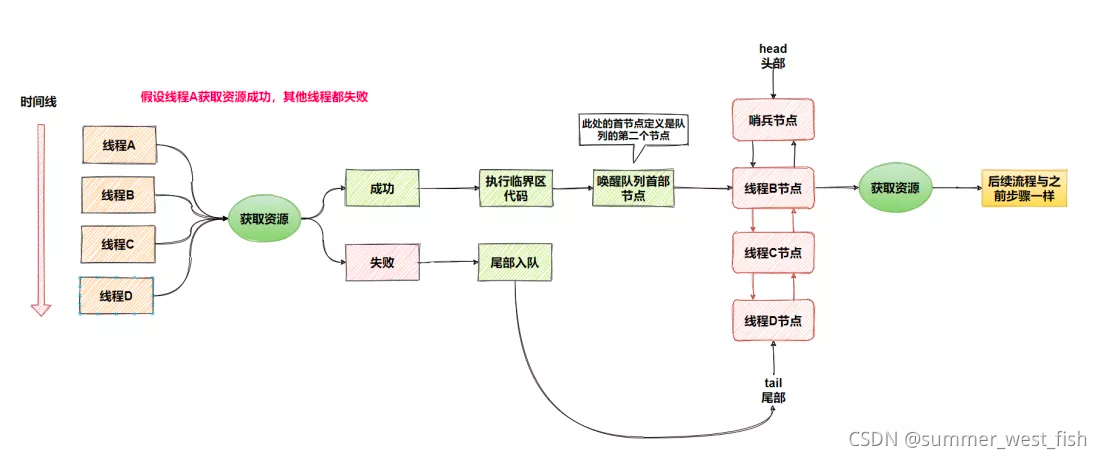 时间线
假设线程A获取资源成功，其他线程都失败
线程A
线程B
线程C
线程D
获取资源
成功
失败
执行临界区
代码
尾部入队
此处的首节点定义是队
列的第二个节点
唤醒队列首部
节点
head
头部
哨兵节点
线程B节点
线程C节点
线程D节点
tail
尾部
获取资源
后续流程与之
前步骤一样
CSDN @summer_west_fish